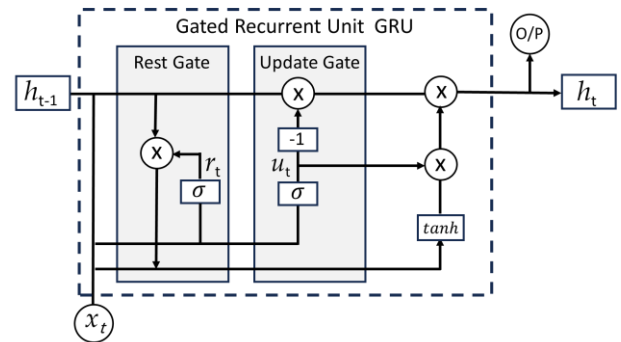 Gated Recurrent Unit GRU
O/P
Rest Gate
Update Gate
h_{t-1}
X
X
h_t
-1
X
r_t
u_t
X
σ
σ
tanh
x_t